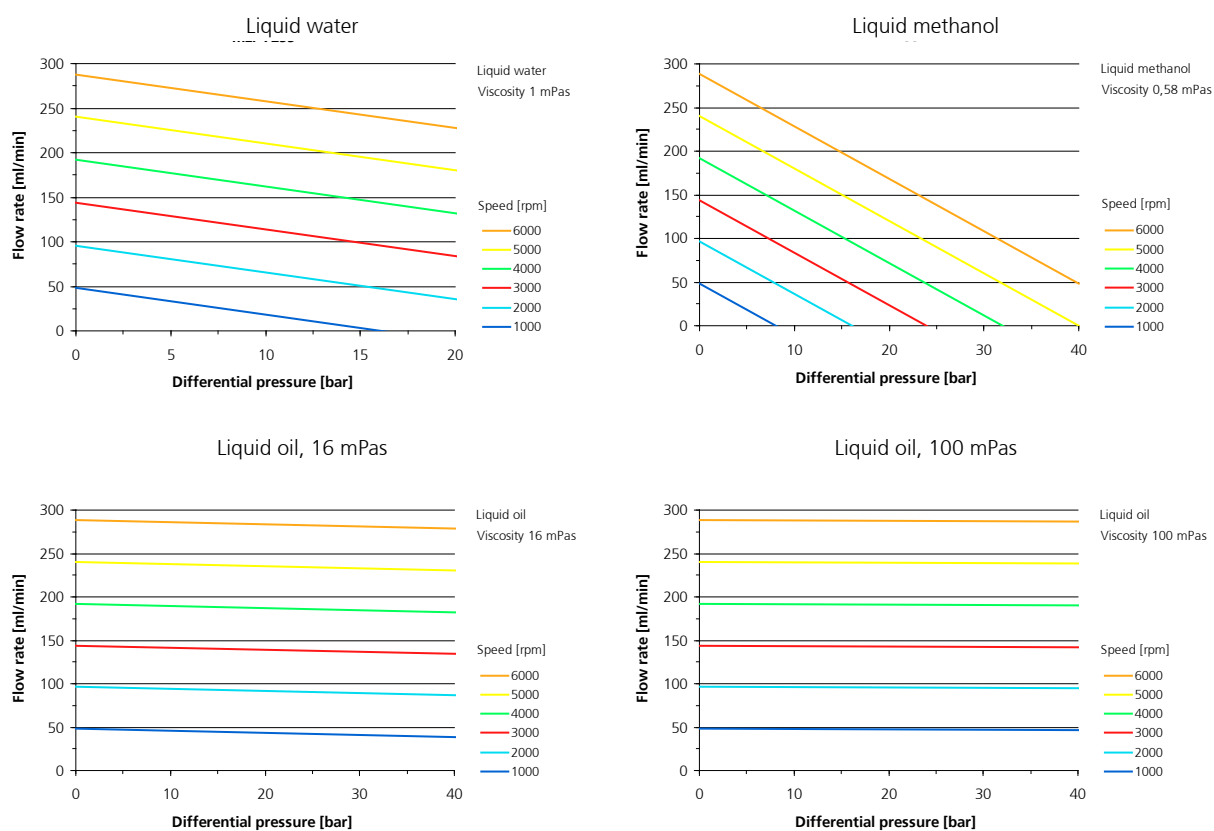 Liquid water
300
250
200
150
100
50
0
0 5 10 15 20
Flow rate [ml/min]
Differential pressure [bar]
Liquid water
Viscosity 1 mPas
Speed [rpm]
6000
5000
4000
3000
2000
1000
Liquid methanol
300
250
200
150
100
50
0
0 10 20 30 40
Flow rate [ml/min]
Differential pressure [bar]
Liquid methanol
Viscosity 0,58 mPas
Speed [rpm]
6000
5000
4000
3000
2000
1000
Liquid oil, 16 mPas
300
250
200
150
100
50
0
0 10 20 30 40
Flow rate [ml/min]
Differential pressure [bar]
Liquid oil
Viscosity 16 mPas
Speed [rpm]
6000
5000
4000
3000
2000
1000
Liquid oil, 100 mPas
300
250
200
150
100
50
0
0 10 20 30 40
Flow rate [ml/min]
Differential pressure [bar]
Liquid oil
Viscosity 100 mPas
Speed [rpm]
6000
5000
4000
3000
2000
1000